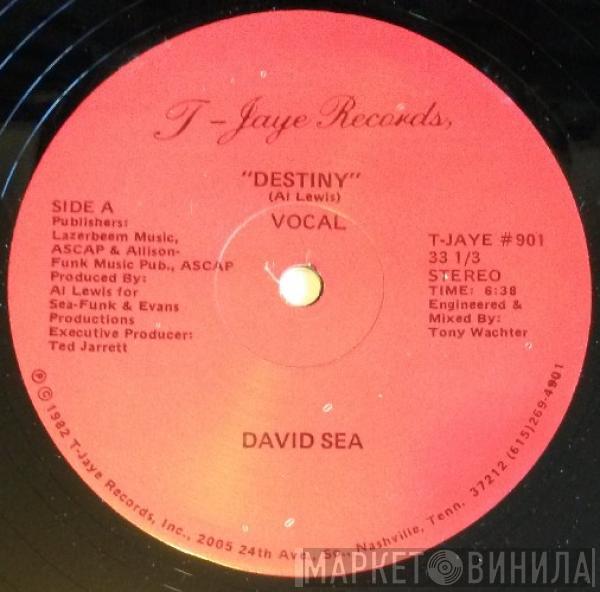 T-Jaye Records,
"DESTINY"
(Al Lewis)
VOCAL
SIDE A
Publishers:
Lazerbeem Music,
ASCAP & Allison-
Funk Music Pub., ASCAP
Produced By:
Al Lewis for
Sea-Funk & Evans
Productions
Executive Producer:
Ted Jarrett
T-JAYE #901
33 1/3
STEREO
TIME: 6:38
Engineered &
Mixed By:
Tony Wachter
DAVID SEA
Ⓟ © 1982 T-Jaye Records, Inc., 2005 24th Ave. So., Nashville, Tenn. 37212 (615)269-4901
МАРКЕТ ВИНИЛА